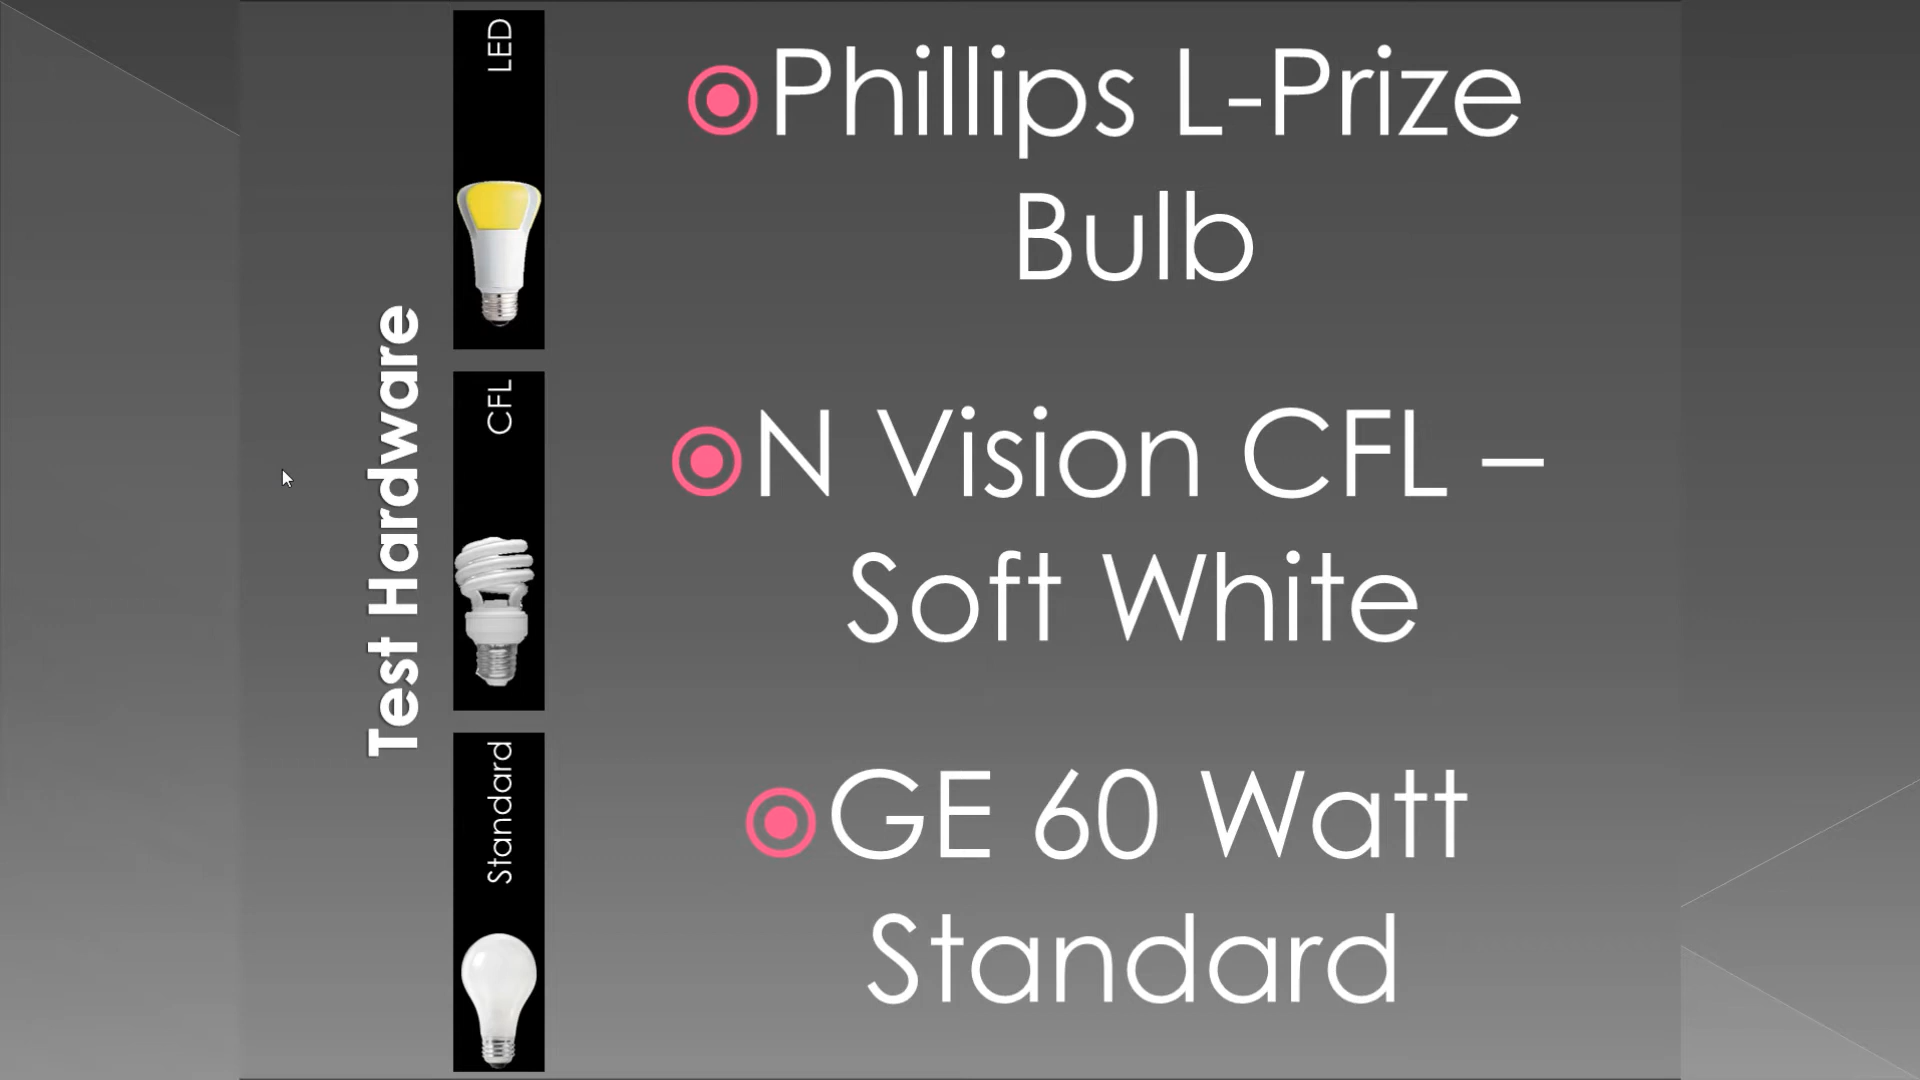 Test Hardware
LED
Phillips L-Prize
Bulb
CFL
N Vision CFL –
Soft White
Standard
GE 60 Watt
Standard